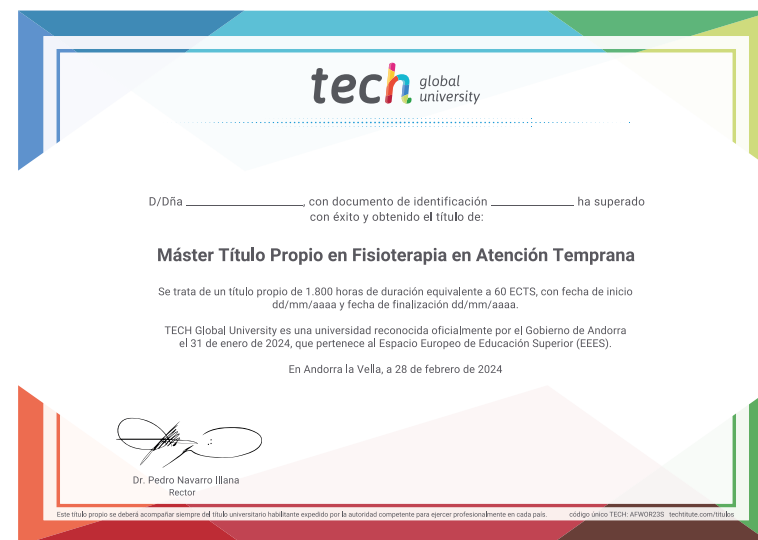 tech global university
D/Dña ____________________, con documento de identificación ______________ ha superado
con éxito y obtenido el título de:
Máster Título Propio en Fisioterapia en Atención Temprana
Se trata de un título propio de 1.800 horas de duración equivalente a 60 ECTS, con fecha de inicio
dd/mm/aaaa y fecha de finalización dd/mm/aaaa.
TECH Global University es una universidad reconocida oficialmente por el Gobierno de Andorra
el 31 de enero de 2024, que pertenece al Espacio Europeo de Educación Superior (EEES).
En Andorra la Vella, a 28 de febrero de 2024
Dr. Pedro Navarro Illana
Rector
Este título propio se deberá acompañar siempre del título universitario habilitante expedido por la autoridad competente para ejercer profesionalmente en cada país. código único TECH: AFWOR23S techtitute.com/titulos